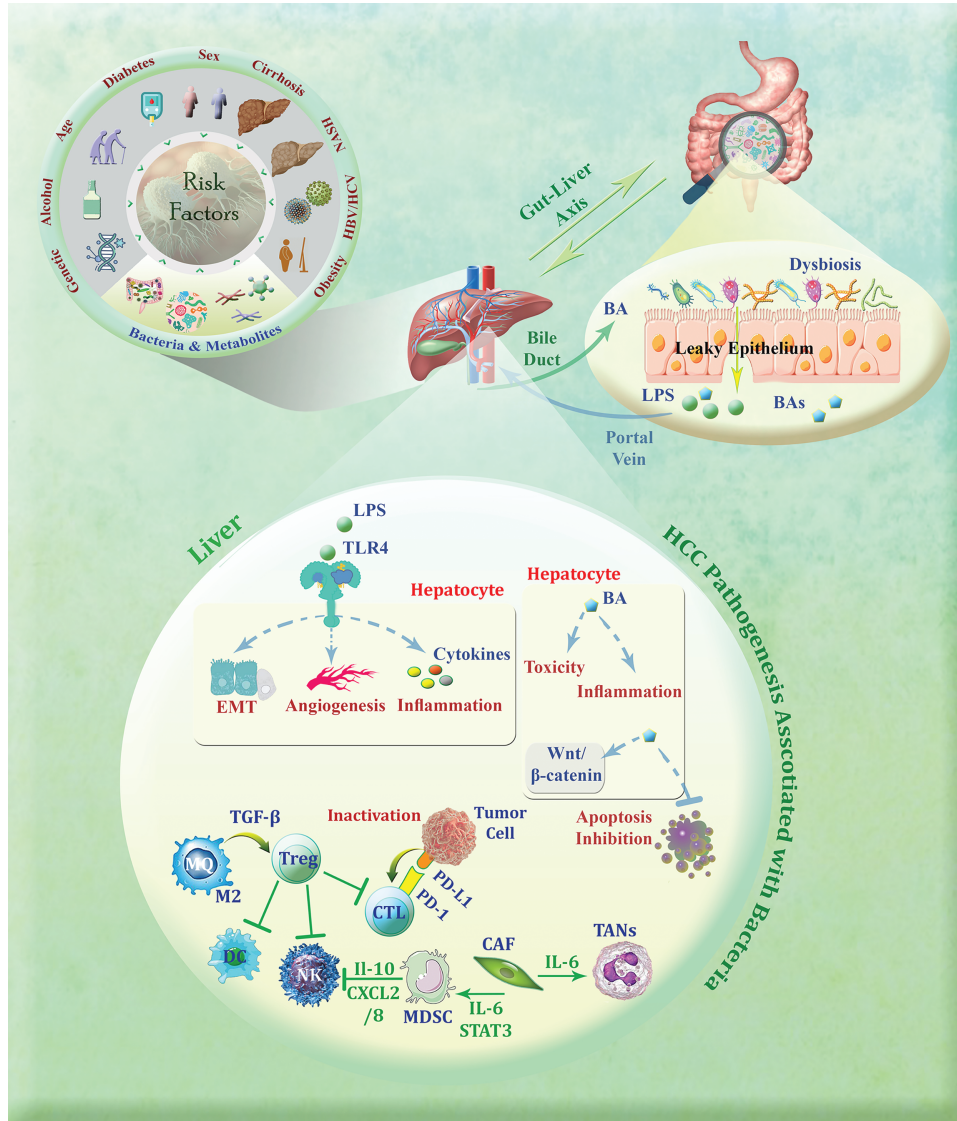 Risk
Factors
Genetic
Alcohol
Age
Diabetes
Sex
Cirrhosis
NASH
HBV/HCV
Obesity
Bacteria & Metabolites
Gut-Liver
Axis
Dysbiosis
BA
Bile
Duct
Leaky Epithelium
LPS
BAs
Portal
Vein
Liver
HCC Pathogenesis Asscotiated with Bacteria
LPS
TLR4
Hepatocyte
Cytokines
EMT
Angiogenesis
Inflammation
Hepatocyte
BA
Toxicity
Inflammation
Wnt/
β-catenin
Apoptosis
Inhibition
TGF-β
MQ
M2
Treg
Inactivation
Tumor
Cell
PD-L1
PD-1
CTL
DC
NK
Il-10
CXCL2
/8
MDSC
CAF
IL-6
STAT3
IL-6
TANs